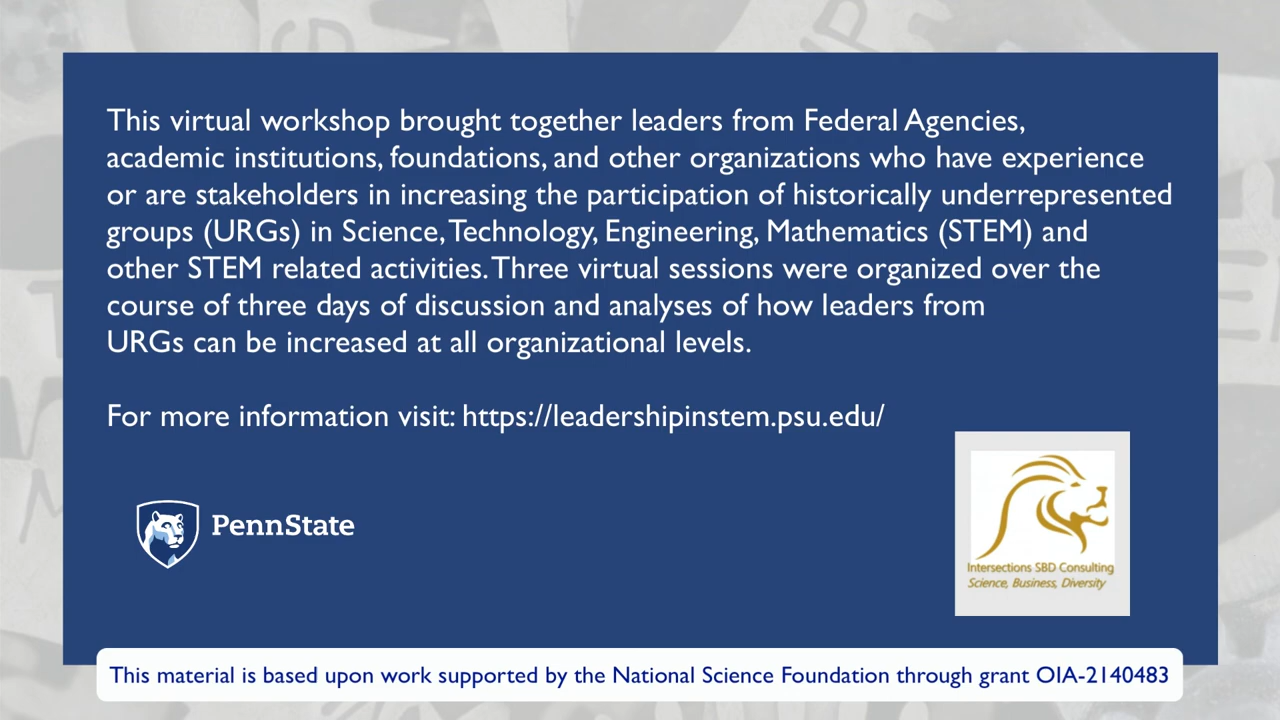 This virtual workshop brought together leaders from Federal Agencies,
academic institutions, foundations, and other organizations who have experience
or are stakeholders in increasing the participation of historically underrepresented
groups (URGs) in Science, Technology, Engineering, Mathematics (STEM) and
other STEM related activities. Three virtual sessions were organized over the
course of three days of discussion and analyses of how leaders from
URGs can be increased at all organizational levels.
For more information visit: https://leadershipinstem.psu.edu/
PennState
Intersections SBD Consulting
Science, Business, Diversity
This material is based upon work supported by the National Science Foundation through grant OIA-2140483